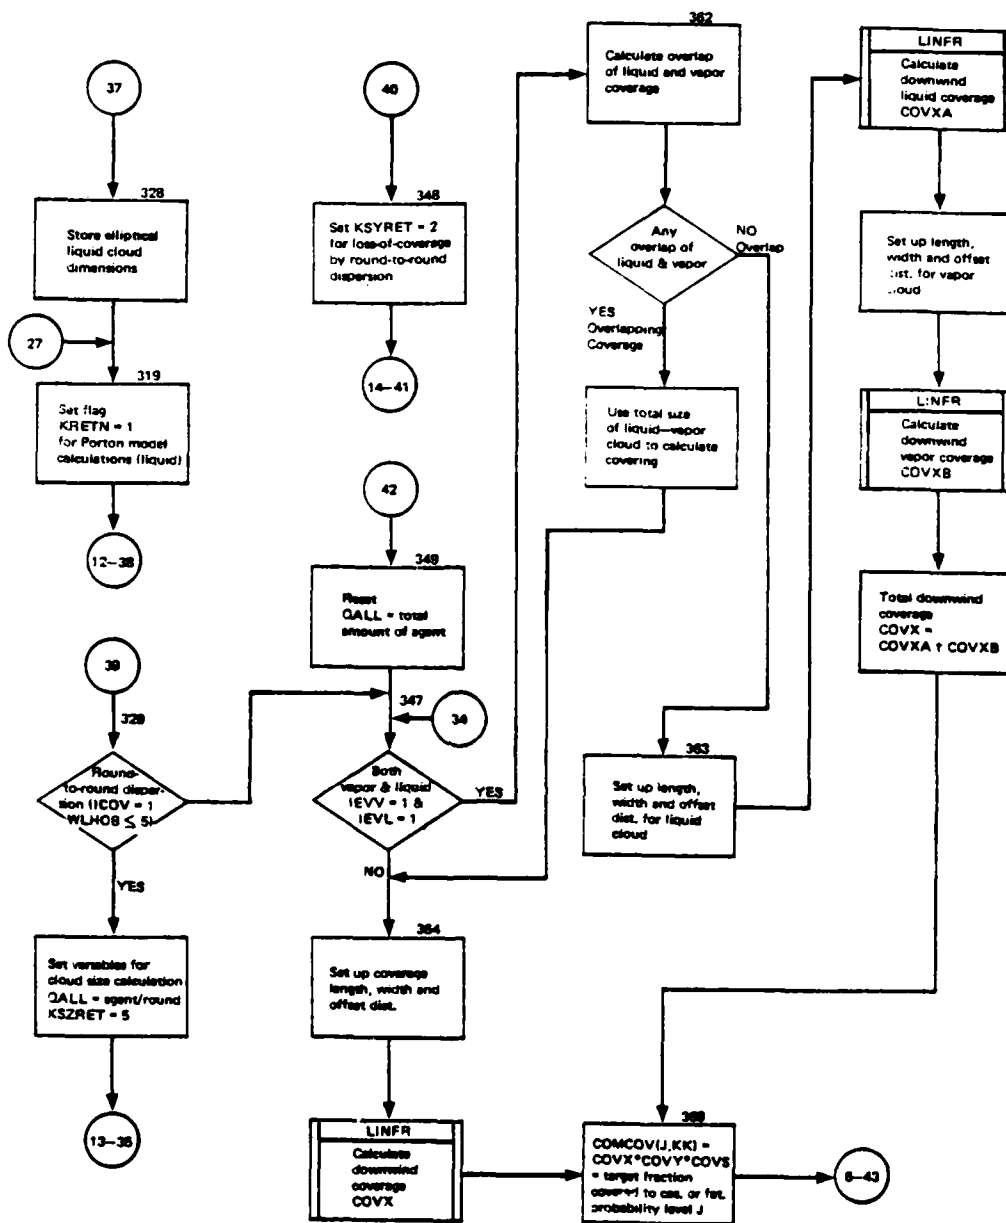 37
328
Store elliptical
liquid cloud
dimensions
27
319
Set flag
KRETN = 1
for Porton model
calculations (liquid)
12-38
39
329
Round-
to-round disper-
sion (ICOV = 1
WLHOB ≤ 5)
YES
Set variables for
cloud size calculation
QALL = agent/round
KSZRET = 5
13-35
40
348
Set KSYRET = 2
for loss-of-coverage
by round-to-round
dispersion
14-41
42
349
Reset
QALL = total
amount of agent
347
34
Both
vapor & liquid
IEVV = 1 &
IEVL = 1
YES
NO
364
Set up coverage
length, width and
offset dist.
LINFR
Calculate
downwind
coverage
COVX
362
Calculate overlap
of liquid and vapor
coverage
Any
overlap of
liquid & vapor
NO
Overlap
YES
Overlapping
Coverage
Use total size
of liquid-vapor
cloud to calculate
covering
363
Set up length,
width and offset
dist. for liquid
cloud
LINFR
Calculate
downwind
liquid coverage
COVXA
Set up length,
width and offset
dist. for vapor
cloud
LINFR
Calculate
downwind
vapor coverage
COVXB
Total downwind
coverage
COVX =
COVXA + COVXB
COMCOV(J,KK) =
COVX*COVY*COVS
= target fraction
covered to cas. or fat.
probability level J
6-43